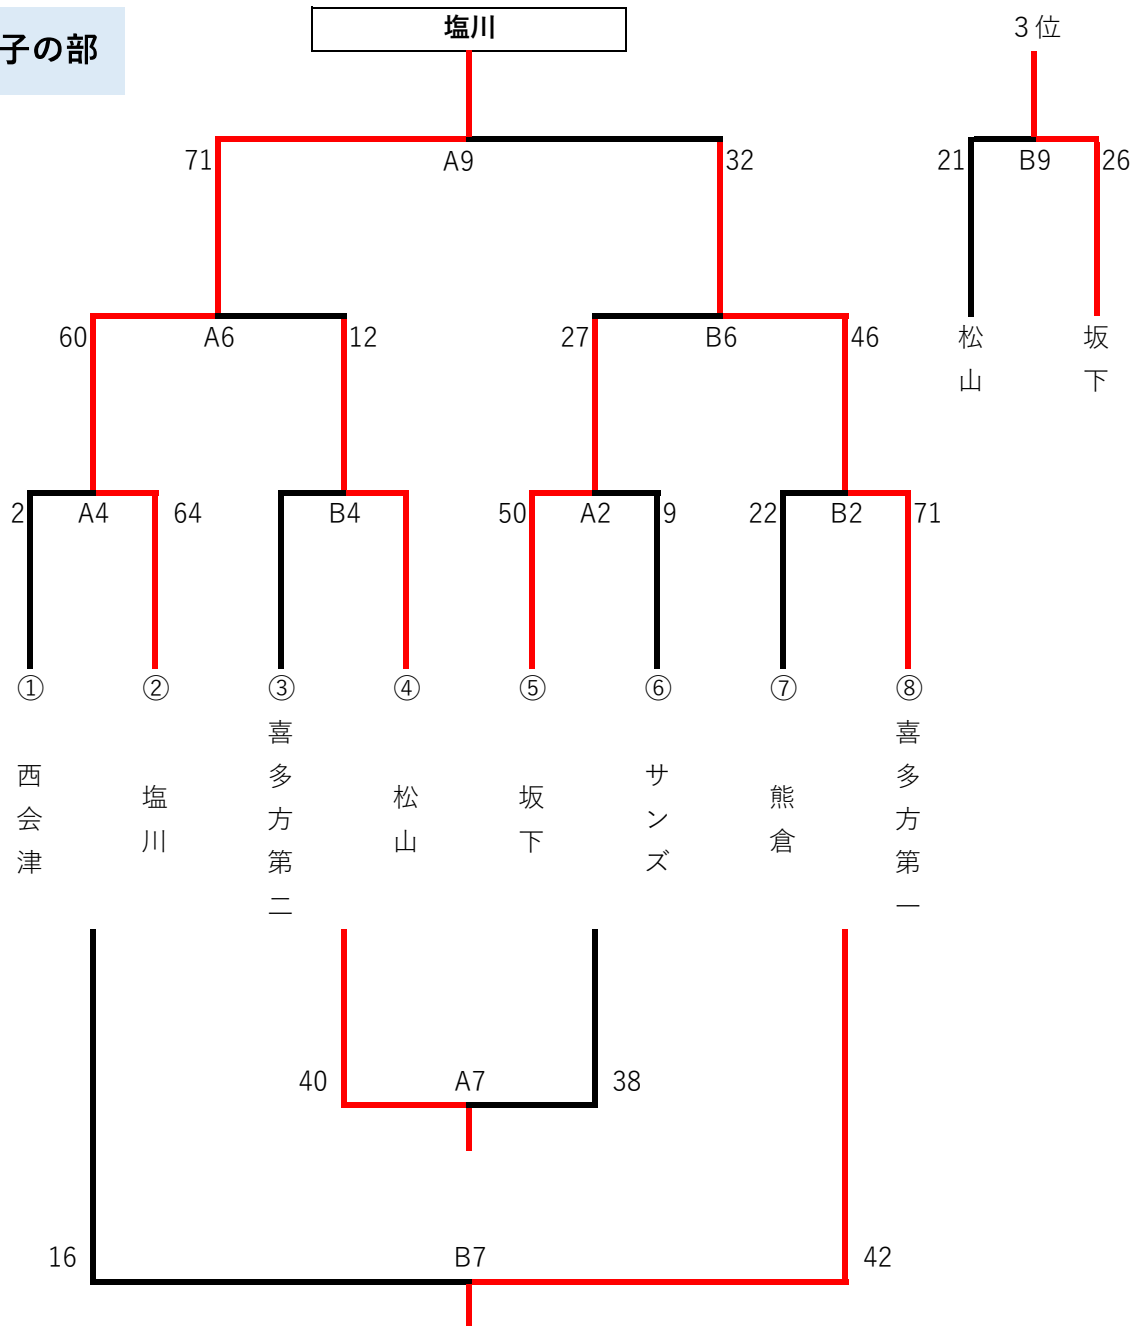 子の部
塩川
３位
71 A9 32
21 B9 26
60 A6 12
27 B6 46
松山
坂下
2 A4 64
B4
50 A2 9
22 B2 71
① ② ③ ④ ⑤ ⑥ ⑦ ⑧
西会津
塩川
喜多方第二
松山
坂下
サンズ
熊倉
喜多方第一
40 A7 38
16 B7 42